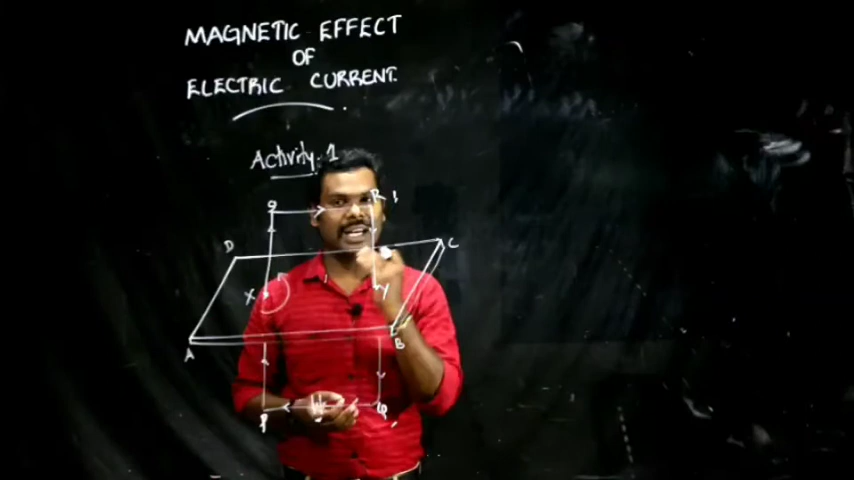 MAGNETIC EFFECT
OF
ELECTRIC CURRENT.
Activity. 1
R
D
C
X
Y
A
B
P
Q